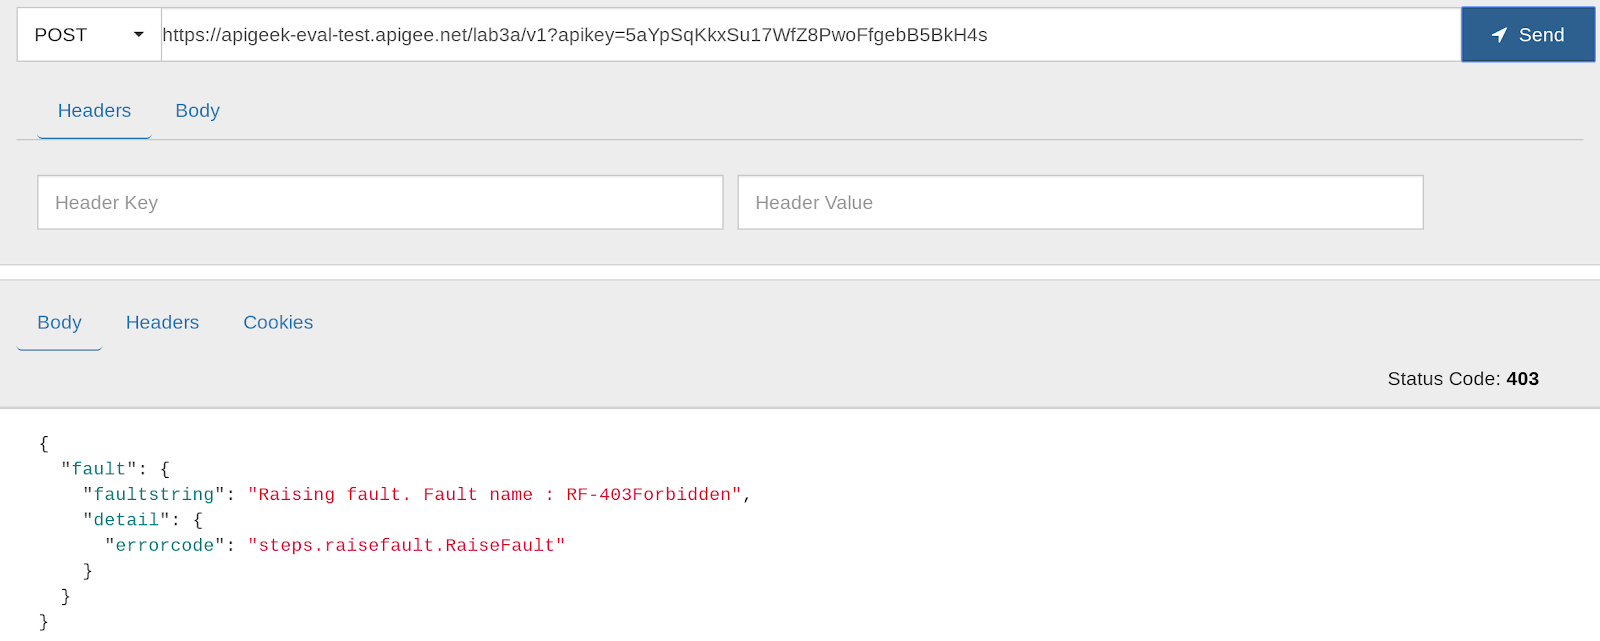 POST https://apigeek-eval-test.apigee.net/lab3a/v1?apikey=5aYpSqKkxSu17WfZ8PwoFfgebB5BkH4s Send
Headers Body
Header Key Header Value
Body Headers Cookies
Status Code: 403
{
  "fault": {
    "faultstring": "Raising fault. Fault name : RF-403Forbidden",
    "detail": {
      "errorcode": "steps.raisefault.RaiseFault"
    }
  }
}